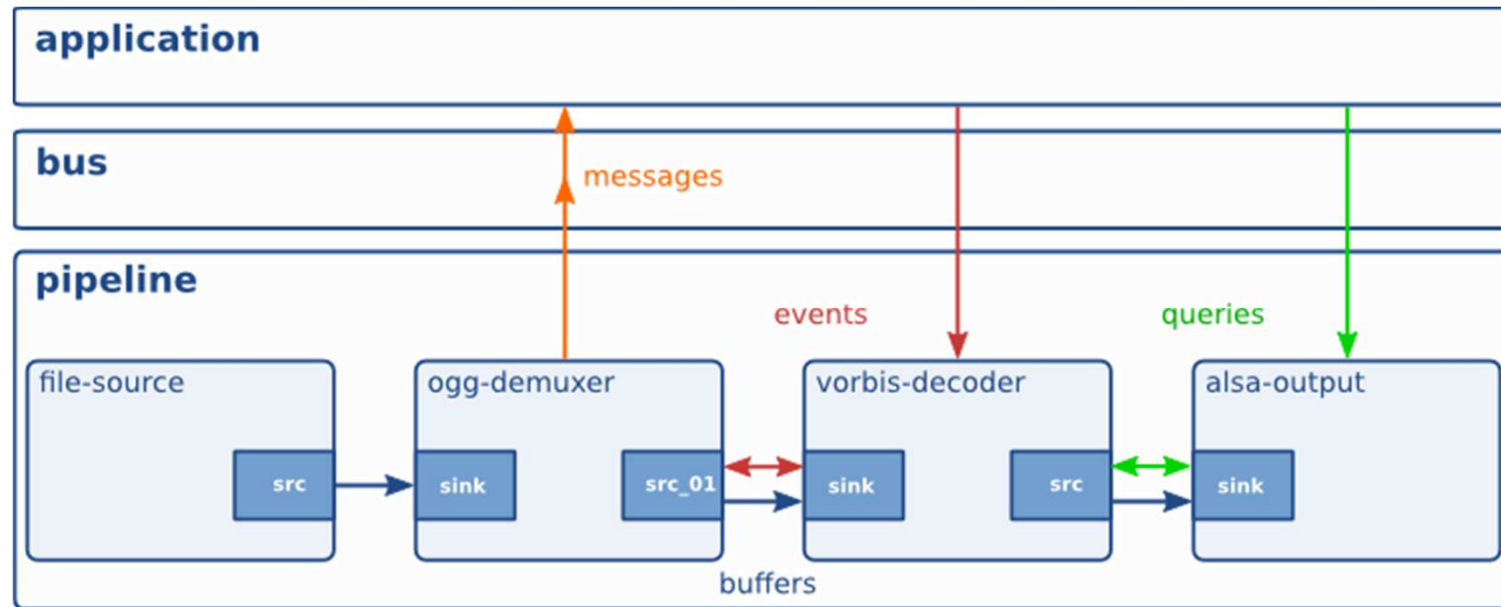 application
bus
messages
pipeline
events
queries
file-source
ogg-demuxer
vorbis-decoder
alsa-output
src
sink
src_01
sink
src
sink
buffers